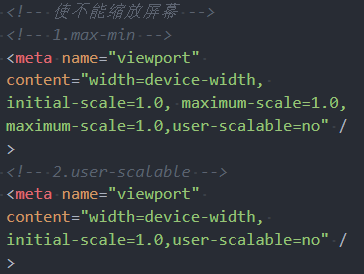 <!-- 使不能缩放屏幕 -->
<!-- 1.max-min -->
<meta name="viewport"
content="width=device-width,
initial-scale=1.0, maximum-scale=1.0,
maximum-scale=1.0,user-scalable=no" /
>
<!-- 2.user-scalable -->
<meta name="viewport"
content="width=device-width,
initial-scale=1.0,user-scalable=no" /
>